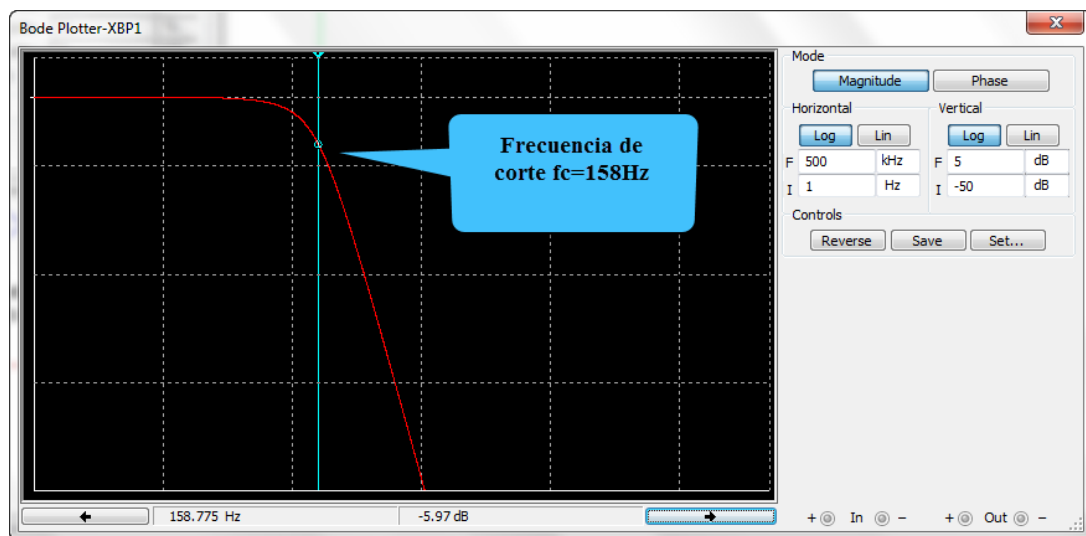 Bode Plotter-XBP1
Mode
Magnitude Phase
Horizontal Vertical
Log Lin Log Lin
F 500 kHz F 5 dB
I 1 Hz I -50 dB
Controls
Reverse Save Set...
Frecuencia de
corte fc=158Hz
158.775 Hz -5.97 dB
+ In - + Out -